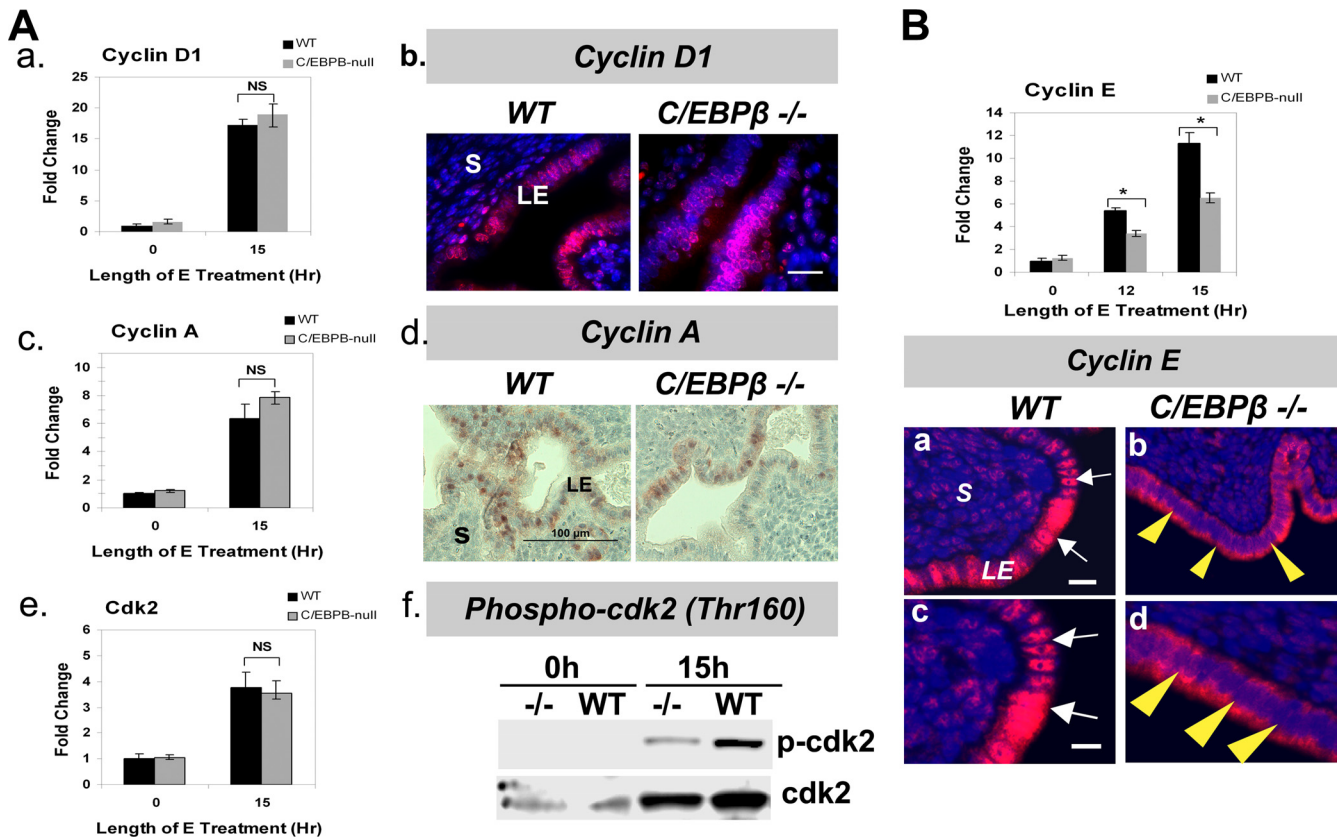 A
a.
Cyclin D1
WT
C/EBPB-null
Fold Change
25
20
15
10
5
0
NS
0 15
Length of E Treatment (Hr)
b.
Cyclin D1
WT C/EBPβ -/-
S
LE
c.
Cyclin A
WT
C/EBPB-null
Fold Change
10
8
6
4
2
0
NS
0 15
Length of E Treatment (Hr)
d.
Cyclin A
WT C/EBPβ -/-
LE
S
100 µm
e.
Cdk2
WT
C/EBPB-null
Fold Change
6
5
4
3
2
1
0
NS
0 15
Length of E Treatment (Hr)
f.
Phospho-cdk2 (Thr160)
0h 15h
-/- WT -/- WT
p-cdk2
cdk2
B
Cyclin E
WT
C/EBPB-null
Fold Change
14
12
10
8
6
4
2
0
*
*
0 12 15
Length of E Treatment (Hr)
Cyclin E
WT C/EBPβ -/-
a
S
LE
b
c
d